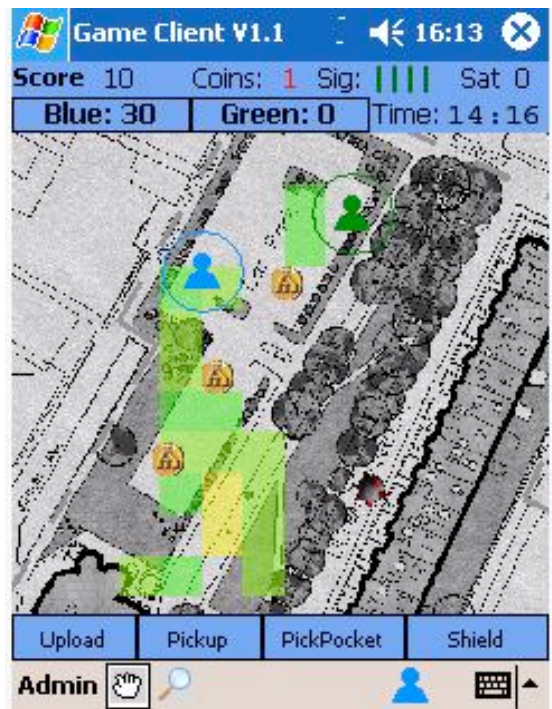 Game Client V1.1 16:13
Score 10 Coins: 1 Sig: Sat 0
Blue: 30 Green: 0 Time: 14:16
Upload Pickup PickPocket Shield
Admin